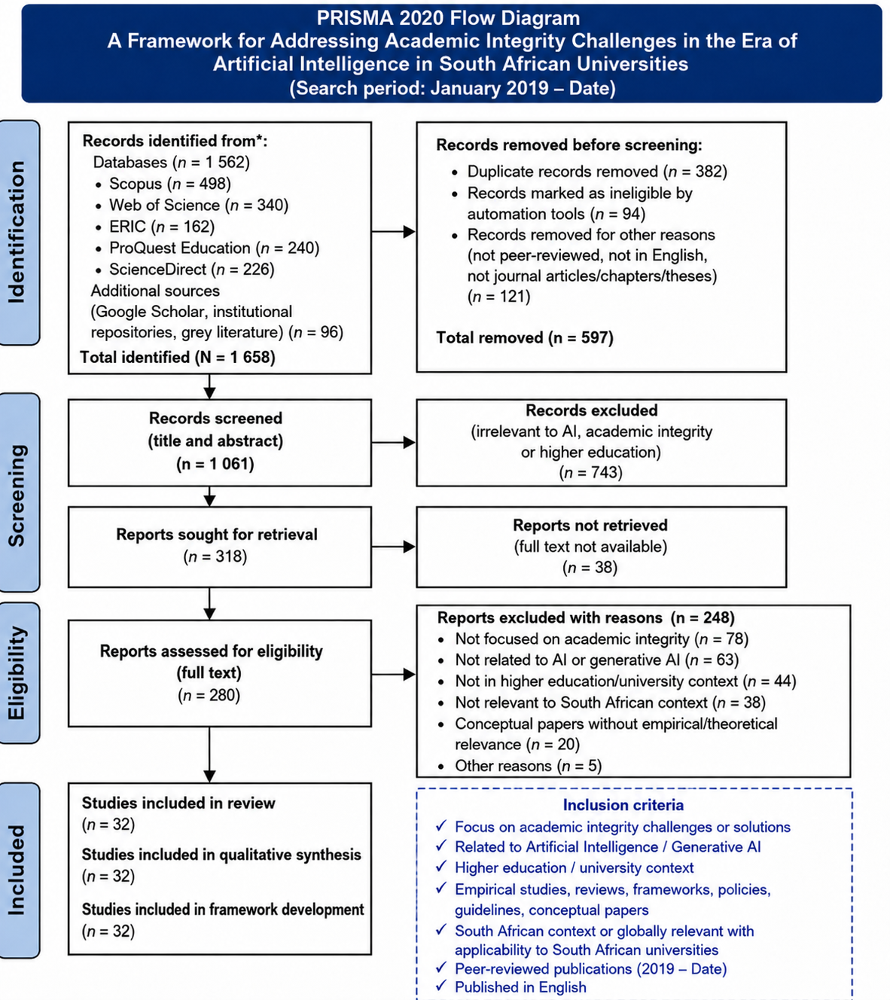 PRISMA 2020 Flow Diagram
A Framework for Addressing Academic Integrity Challenges in the Era of
Artificial Intelligence in South African Universities
(Search period: January 2019 – Date)
Identification
Records identified from*:
Databases (n = 1 562)
• Scopus (n = 498)
• Web of Science (n = 340)
• ERIC (n = 162)
• ProQuest Education (n = 240)
• ScienceDirect (n = 226)
Additional sources
(Google Scholar, institutional
repositories, grey literature) (n = 96)
Total identified (N = 1 658)
Records removed before screening:
• Duplicate records removed (n = 382)
• Records marked as ineligible by
automation tools (n = 94)
• Records removed for other reasons
(not peer-reviewed, not in English,
not journal articles/chapters/theses)
(n = 121)
Total removed (n = 597)
Screening
Records screened
(title and abstract)
(n = 1 061)
Records excluded
(irrelevant to AI, academic integrity
or higher education)
(n = 743)
Reports sought for retrieval
(n = 318)
Reports not retrieved
(full text not available)
(n = 38)
Eligibility
Reports assessed for eligibility
(full text)
(n = 280)
Reports excluded with reasons (n = 248)
• Not focused on academic integrity (n = 78)
• Not related to AI or generative AI (n = 63)
• Not in higher education/university context (n = 44)
• Not relevant to South African context (n = 38)
• Conceptual papers without empirical/theoretical
relevance (n = 20)
• Other reasons (n = 5)
Included
Studies included in review
(n = 32)
Studies included in qualitative synthesis
(n = 32)
Studies included in framework development
(n = 32)
Inclusion criteria
✓ Focus on academic integrity challenges or solutions
✓ Related to Artificial Intelligence / Generative AI
✓ Higher education / university context
✓ Empirical studies, reviews, frameworks, policies,
guidelines, conceptual papers
✓ South African context or globally relevant with
applicability to South African universities
✓ Peer-reviewed publications (2019 – Date)
✓ Published in English